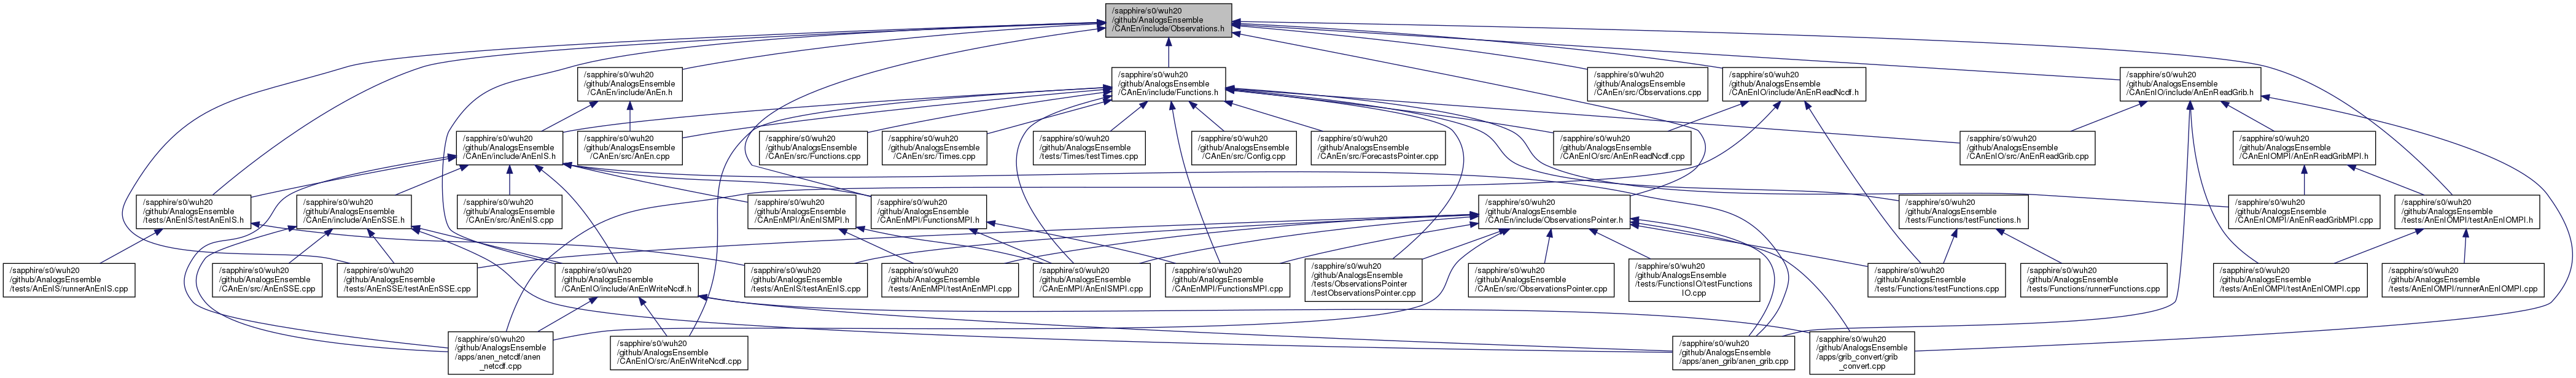 /sapphire/s0/wuh20
/github/AnalogsEnsemble
/CAnEn/include/Observations.h
/sapphire/s0/wuh20
/github/AnalogsEnsemble
/CAnEn/include/AnEn.h
/sapphire/s0/wuh20
/github/AnalogsEnsemble
/CAnEn/include/Functions.h
/sapphire/s0/wuh20
/github/AnalogsEnsemble
/CAnEn/src/Observations.cpp
/sapphire/s0/wuh20
/github/AnalogsEnsemble
/CAnEnIO/include/AnEnReadNcdf.h
/sapphire/s0/wuh20
/github/AnalogsEnsemble
/CAnEnIO/include/AnEnReadGrib.h
/sapphire/s0/wuh20
/github/AnalogsEnsemble
/CAnEn/include/AnEnIS.h
/sapphire/s0/wuh20
/github/AnalogsEnsemble
/CAnEn/src/AnEn.cpp
/sapphire/s0/wuh20
/github/AnalogsEnsemble
/CAnEn/src/Functions.cpp
/sapphire/s0/wuh20
/github/AnalogsEnsemble
/CAnEn/src/Times.cpp
/sapphire/s0/wuh20
/github/AnalogsEnsemble
/tests/Times/testTimes.cpp
/sapphire/s0/wuh20
/github/AnalogsEnsemble
/CAnEn/src/Config.cpp
/sapphire/s0/wuh20
/github/AnalogsEnsemble
/CAnEn/src/ForecastsPointer.cpp
/sapphire/s0/wuh20
/github/AnalogsEnsemble
/CAnEnIO/src/AnEnReadNcdf.cpp
/sapphire/s0/wuh20
/github/AnalogsEnsemble
/CAnEnIO/src/AnEnReadGrib.cpp
/sapphire/s0/wuh20
/github/AnalogsEnsemble
/CAnEnIOMPI/AnEnReadGribMPI.h
/sapphire/s0/wuh20
/github/AnalogsEnsemble
/tests/AnEnIS/testAnEnIS.h
/sapphire/s0/wuh20
/github/AnalogsEnsemble
/CAnEn/include/AnEnSSE.h
/sapphire/s0/wuh20
/github/AnalogsEnsemble
/CAnEn/src/AnEnIS.cpp
/sapphire/s0/wuh20
/github/AnalogsEnsemble
/CAnEnMPI/AnEnISMPI.h
/sapphire/s0/wuh20
/github/AnalogsEnsemble
/CAnEnMPI/FunctionsMPI.h
/sapphire/s0/wuh20
/github/AnalogsEnsemble
/CAnEn/include/ObservationsPointer.h
/sapphire/s0/wuh20
/github/AnalogsEnsemble
/tests/Functions/testFunctions.h
/sapphire/s0/wuh20
/github/AnalogsEnsemble
/CAnEnIOMPI/AnEnReadGribMPI.cpp
/sapphire/s0/wuh20
/github/AnalogsEnsemble
/tests/AnEnIOMPI/testAnEnIOMPI.h
/sapphire/s0/wuh20
/github/AnalogsEnsemble
/tests/AnEnIS/runnerAnEnIS.cpp
/sapphire/s0/wuh20
/github/AnalogsEnsemble
/CAnEn/src/AnEnSSE.cpp
/sapphire/s0/wuh20
/github/AnalogsEnsemble
/tests/AnEnSSE/testAnEnSSE.cpp
/sapphire/s0/wuh20
/github/AnalogsEnsemble
/CAnEnIO/include/AnEnWriteNcdf.h
/sapphire/s0/wuh20
/github/AnalogsEnsemble
/tests/AnEnIS/testAnEnIS.cpp
/sapphire/s0/wuh20
/github/AnalogsEnsemble
/tests/AnEnMPI/testAnEnMPI.cpp
/sapphire/s0/wuh20
/github/AnalogsEnsemble
/CAnEnMPI/AnEnISMPI.cpp
/sapphire/s0/wuh20
/github/AnalogsEnsemble
/CAnEnMPI/FunctionsMPI.cpp
/sapphire/s0/wuh20
/github/AnalogsEnsemble
/tests/ObservationsPointer
/testObservationsPointer.cpp
/sapphire/s0/wuh20
/github/AnalogsEnsemble
/CAnEn/src/ObservationsPointer.cpp
/sapphire/s0/wuh20
/github/AnalogsEnsemble
/tests/FunctionsIO/testFunctions
IO.cpp
/sapphire/s0/wuh20
/github/AnalogsEnsemble
/tests/Functions/testFunctions.cpp
/sapphire/s0/wuh20
/github/AnalogsEnsemble
/tests/Functions/runnerFunctions.cpp
/sapphire/s0/wuh20
/github/AnalogsEnsemble
/tests/AnEnIOMPI/testAnEnIOMPI.cpp
/sapphire/s0/wuh20
/github/AnalogsEnsemble
/tests/AnEnIOMPI/runnerAnEnIOMPI.cpp
/sapphire/s0/wuh20
/github/AnalogsEnsemble
/apps/anen_netcdf/anen
_netcdf.cpp
/sapphire/s0/wuh20
/github/AnalogsEnsemble
/CAnEnIO/src/AnEnWriteNcdf.cpp
/sapphire/s0/wuh20
/github/AnalogsEnsemble
/apps/anen_grib/anen_grib.cpp
/sapphire/s0/wuh20
/github/AnalogsEnsemble
/apps/grib_convert/grib
_convert.cpp